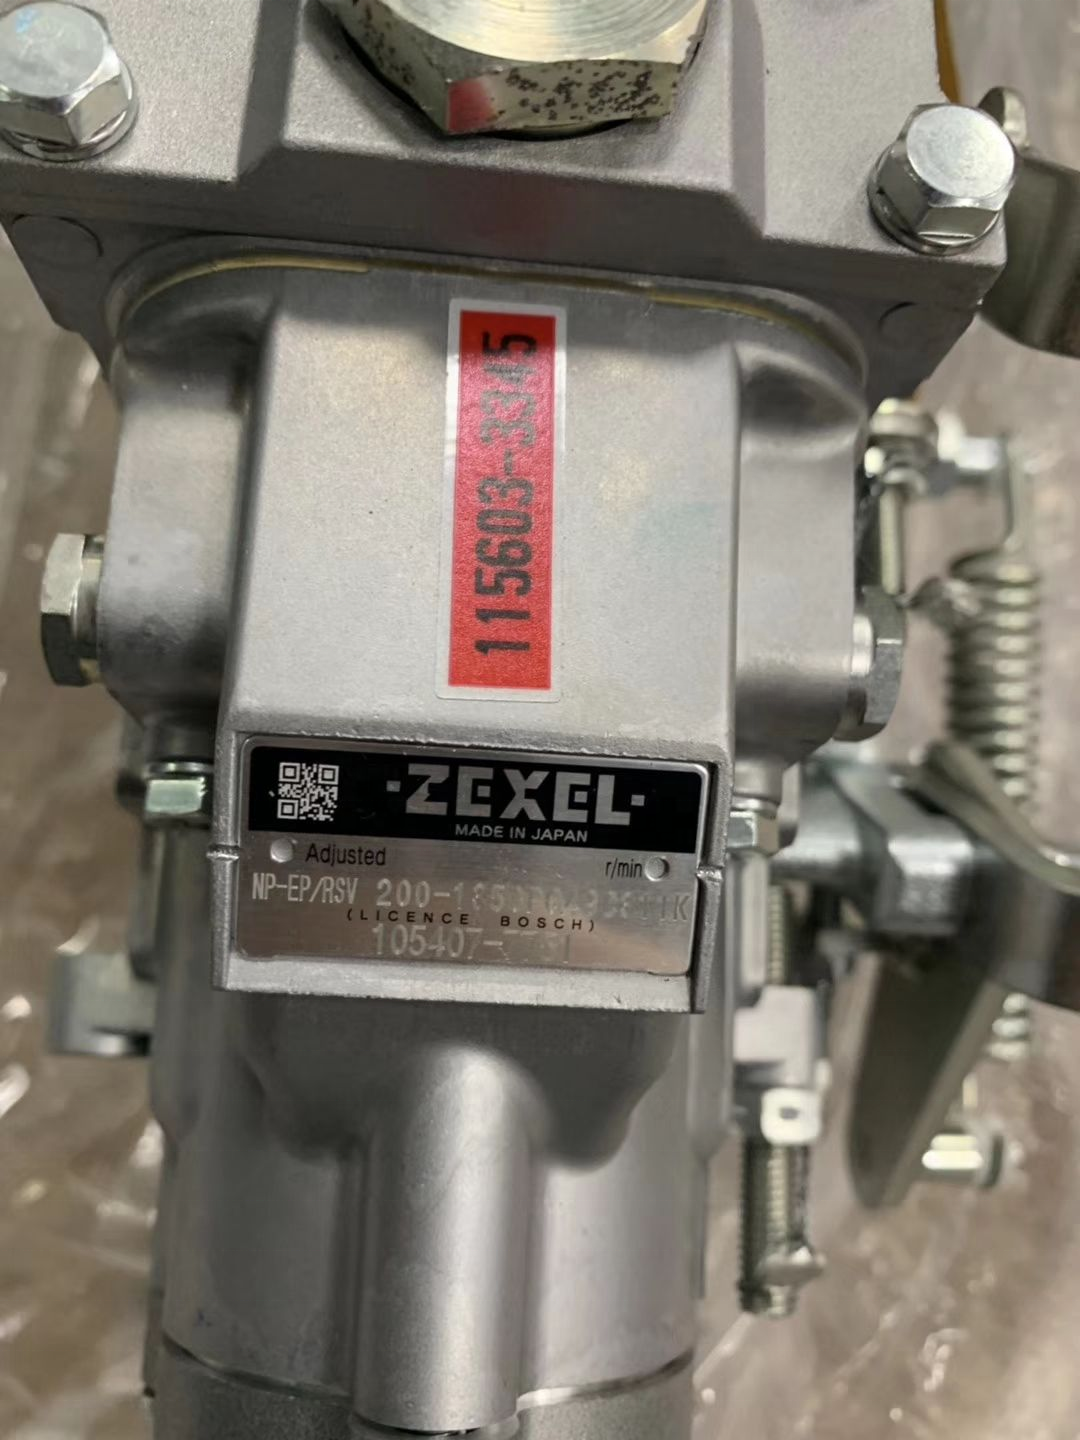 115603-3345
·ZEXEL·
MADE IN JAPAN
Adjusted r/min
NP-EP/RSV
(LICENCE BOSCH)